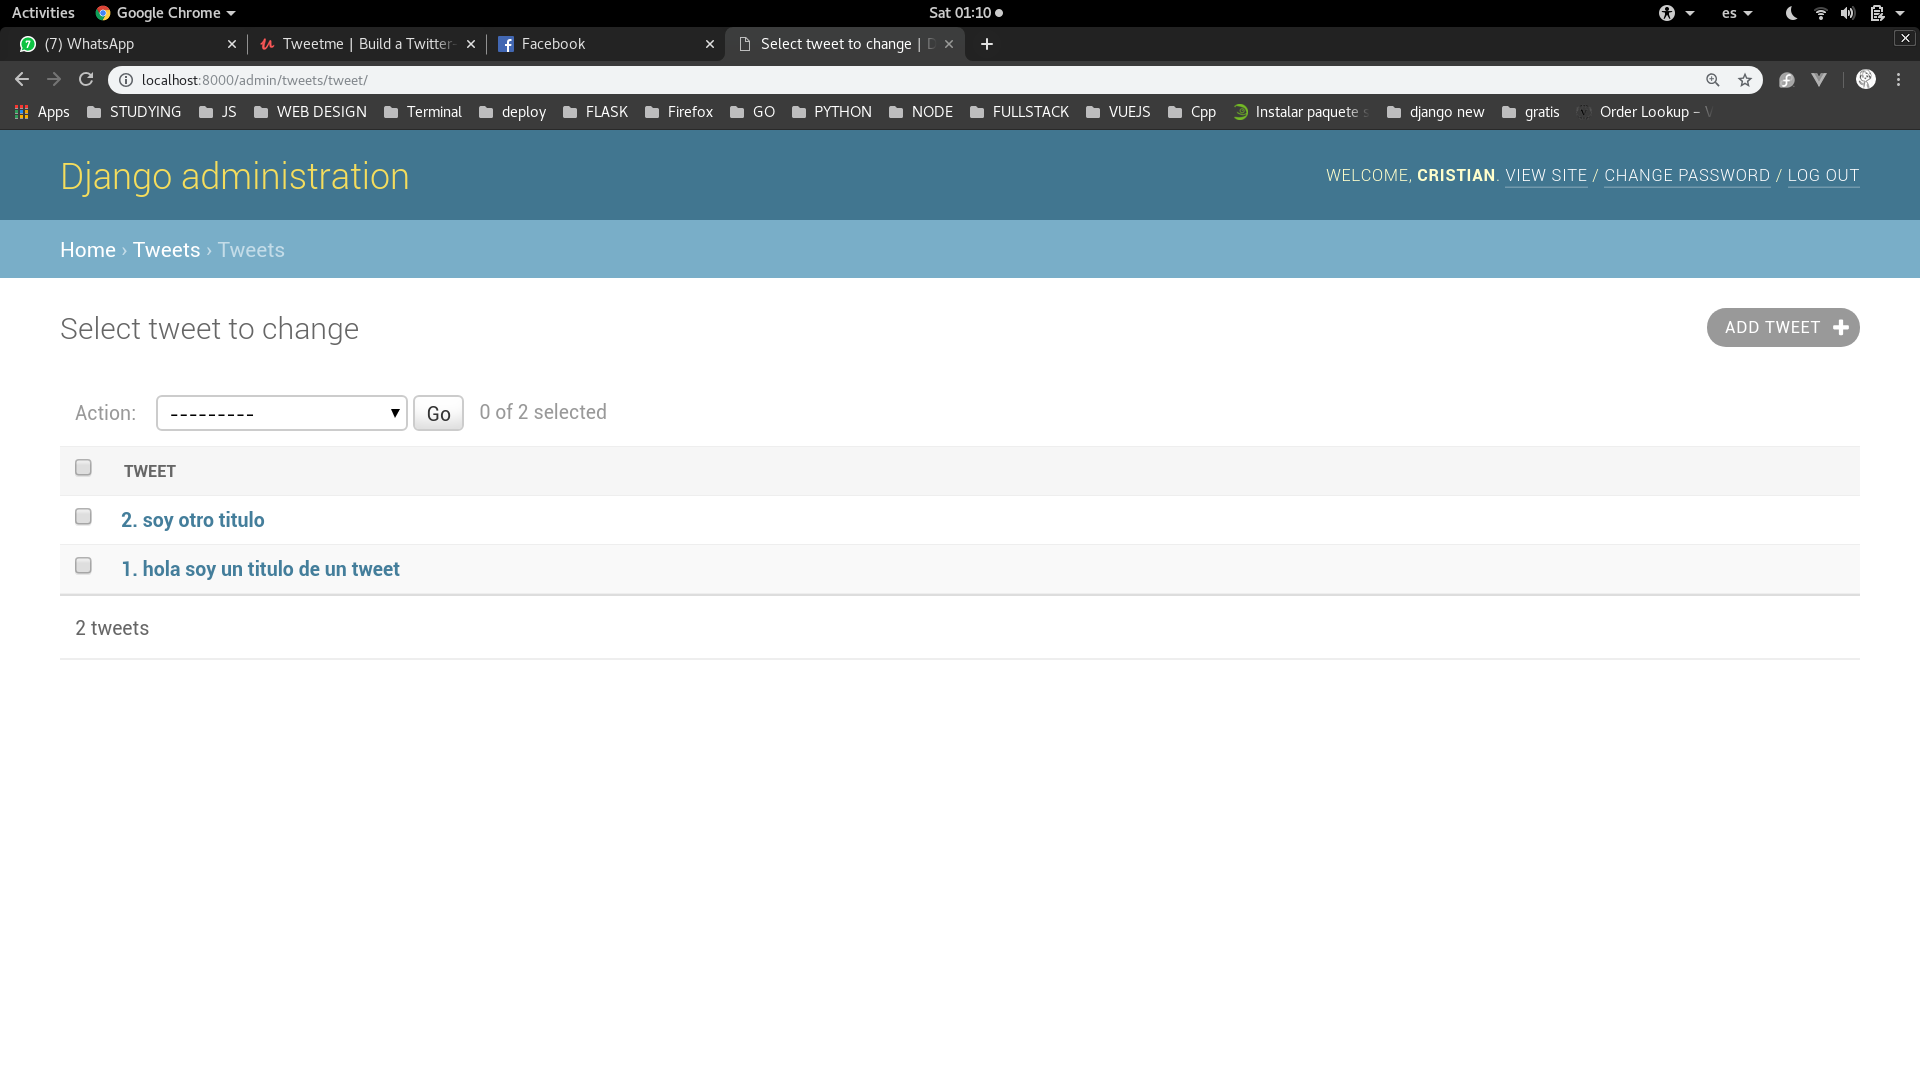 Activities Google Chrome Sat 01:10 es
(7) WhatsApp Tweetme | Build a Twitter- Facebook Select tweet to change | D
localhost:8000/admin/tweets/tweet/
Apps STUDYING JS WEB DESIGN Terminal deploy FLASK Firefox GO PYTHON NODE FULLSTACK VUEJS Cpp Instalar paquete s django new gratis Order Lookup – V
Django administration
WELCOME, CRISTIAN. VIEW SITE / CHANGE PASSWORD / LOG OUT
Home › Tweets › Tweets
Select tweet to change
ADD TWEET
Action: --------- Go 0 of 2 selected
TWEET
2. soy otro titulo
1. hola soy un titulo de un tweet
2 tweets